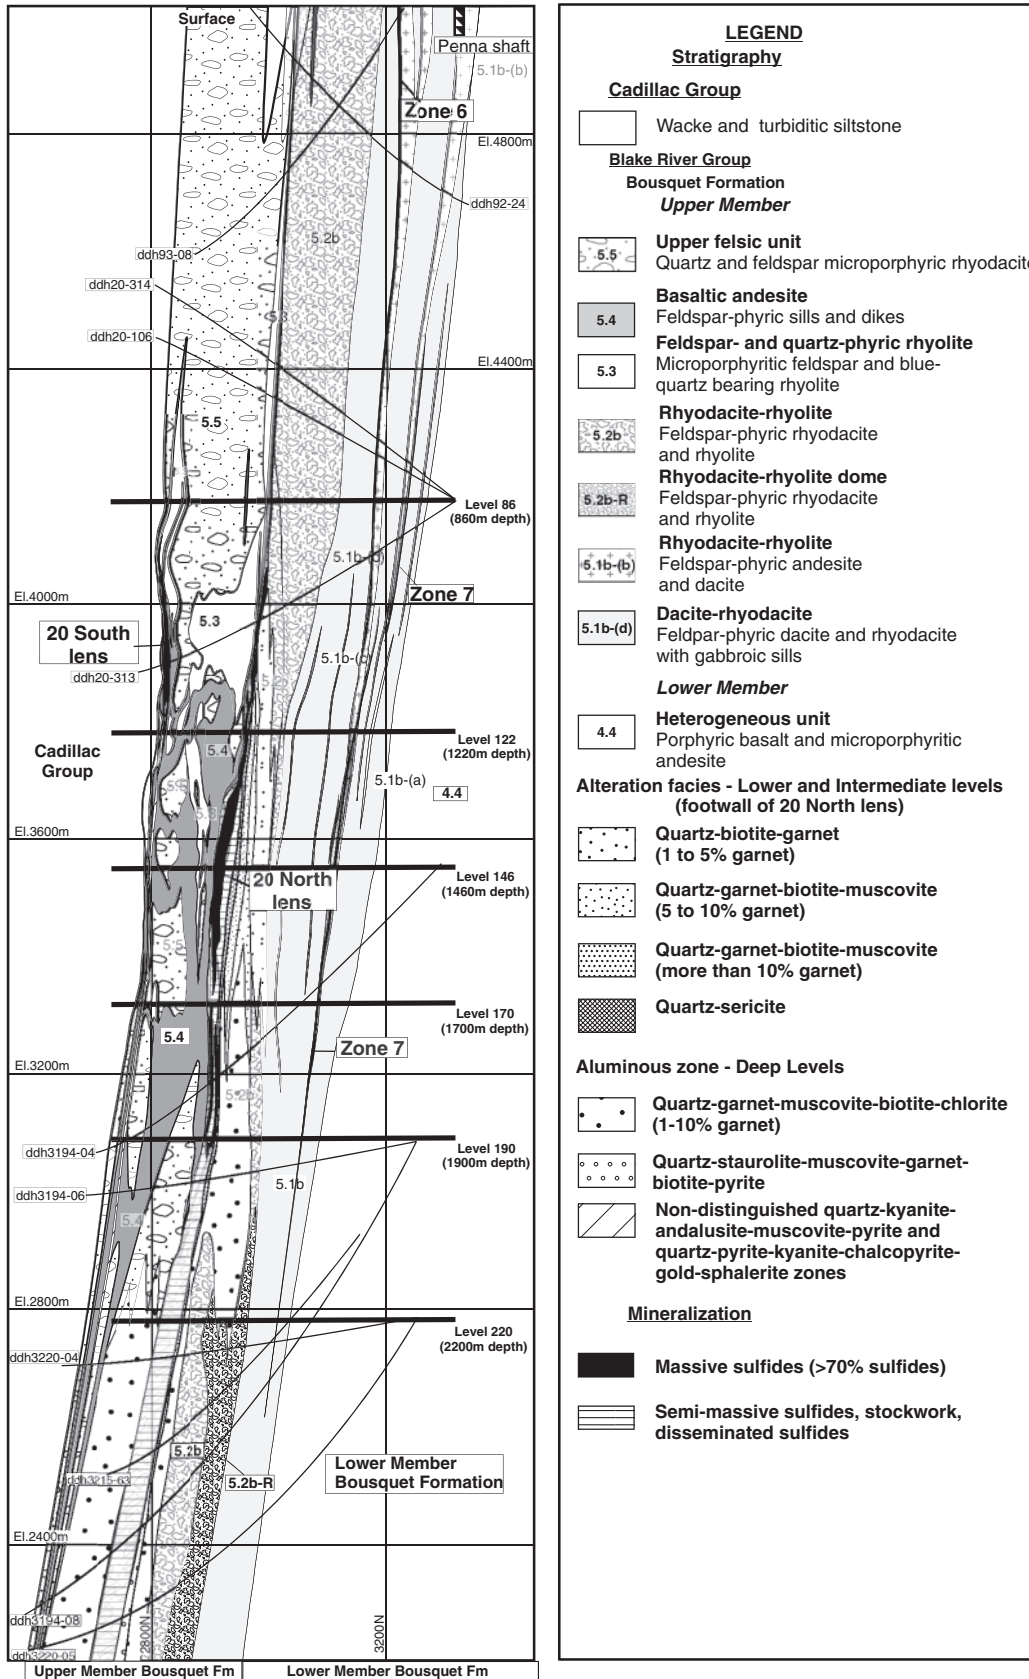 Surface
Penna shaft
5.1b-(b)
Zone 6
El.4800m
ddh92-24
5.2b
ddh93-08
ddh20-314
5.3
ddh20-106
El.4400m
5.5
Level 86
(860m depth)
5.1b-(d)
Zone 7
El.4000m
5.3
20 South
lens
5.1b-(c)
ddh20-313
5.2b
Level 122
(1220m depth)
Cadillac
Group
5.4
5.1b-(a)
4.4
5.5
5.3
El.3600m
Level 146
(1460m depth)
20 North
lens
5.5
Level 170
(1700m depth)
5.4
Zone 7
El.3200m
5.2b
ddh3194-04
Level 190
(1900m depth)
ddh3194-06
5.1b
5.4
El.2800m
Level 220
(2200m depth)
ddh3220-04
5.2b
ddh3215-63
5.2b-R
Lower Member
Bousquet Formation
El.2400m
ddh3194-08
2800N
3200N
ddh3220-05
Upper Member Bousquet Fm
Lower Member Bousquet Fm
LEGEND
Stratigraphy
Cadillac Group
Wacke and turbiditic siltstone
Blake River Group
Bousquet Formation
Upper Member
5.5
Upper felsic unit
Quartz and feldspar microporphyric rhyodacite
5.4
Basaltic andesite
Feldspar-phyric sills and dikes
5.3
Feldspar- and quartz-phyric rhyolite
Microporphyritic feldspar and blue-
quartz bearing rhyolite
5.2b
Rhyodacite-rhyolite
Feldspar-phyric rhyodacite
and rhyolite
5.2b-R
Rhyodacite-rhyolite dome
Feldspar-phyric rhyodacite
and rhyolite
5.1b-(b)
Rhyodacite-rhyolite
Feldspar-phyric andesite
and dacite
5.1b-(d)
Dacite-rhyodacite
Feldpar-phyric dacite and rhyodacite
with gabbroic sills
Lower Member
4.4
Heterogeneous unit
Porphyric basalt and microporphyritic
andesite
Alteration facies - Lower and Intermediate levels
(footwall of 20 North lens)
Quartz-biotite-garnet
(1 to 5% garnet)
Quartz-garnet-biotite-muscovite
(5 to 10% garnet)
Quartz-garnet-biotite-muscovite
(more than 10% garnet)
Quartz-sericite
Aluminous zone - Deep Levels
Quartz-garnet-muscovite-biotite-chlorite
(1-10% garnet)
Quartz-staurolite-muscovite-garnet-
biotite-pyrite
Non-distinguished quartz-kyanite-
andalusite-muscovite-pyrite and
quartz-pyrite-kyanite-chalcopyrite-
gold-sphalerite zones
Mineralization
Massive sulfides (>70% sulfides)
Semi-massive sulfides, stockwork,
disseminated sulfides